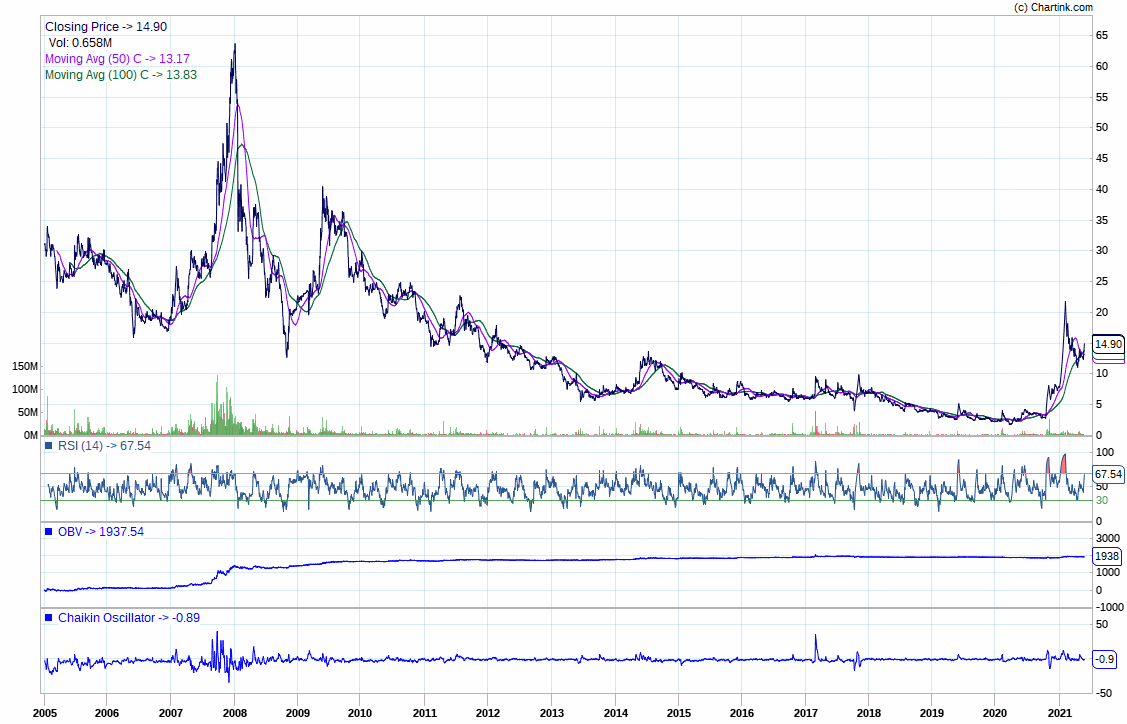 (c) Chartink.com
Closing Price -> 14.90
Vol: 0.658M
Moving Avg (50) C -> 13.17
Moving Avg (100) C -> 13.83
65
60
55
50
45
40
35
30
25
20
14.90
10
5
0
150M
100M
50M
0M
RSI (14) -> 67.54
100
67.54
50
30
0
OBV -> 1937.54
3000
1938
1000
0
-1000
Chaikin Oscillator -> -0.89
50
-0.9
-50
2005 2006 2007 2008 2009 2010 2011 2012 2013 2014 2015 2016 2017 2018 2019 2020 2021